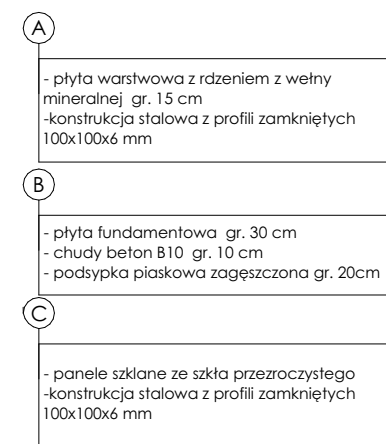 A
- płyta warstwowa z rdzeniem z wełny
mineralnej  gr. 15 cm
-konstrukcja stalowa z profili zamkniętych
100x100x6 mm
B
- płyta fundamentowa  gr. 30 cm
- chudy beton B10  gr. 10 cm
- podsypka piaskowa zagęszczona gr. 20cm
C
- panele szklane ze szkła przezroczystego
-konstrukcja stalowa z profili zamkniętych
100x100x6 mm